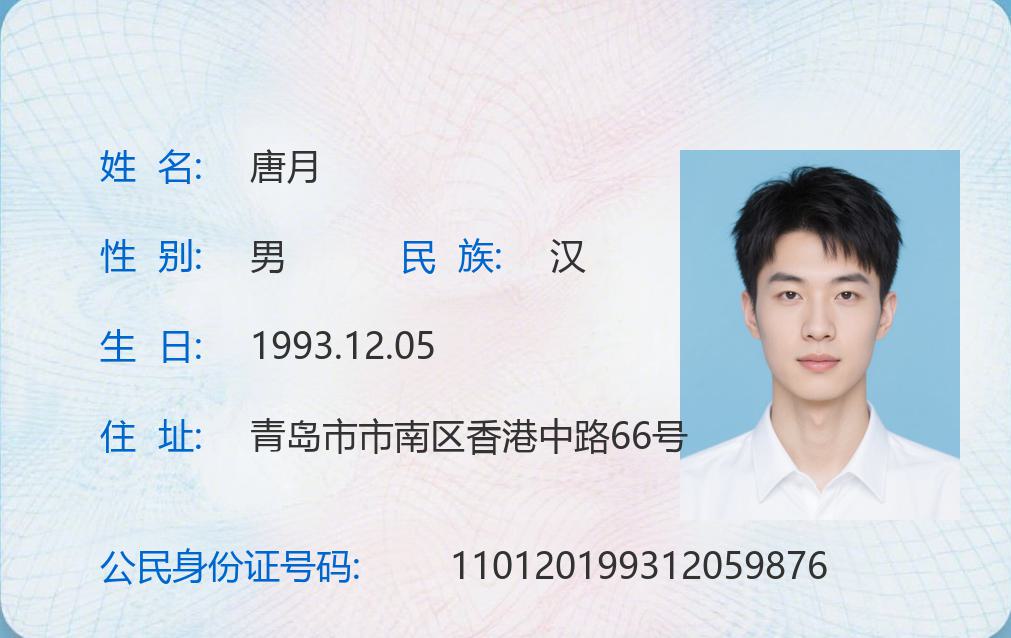 姓 名: 唐月
性 别: 男 民 族: 汉
生 日: 1993.12.05
住 址: 青岛市市南区香港中路66号
公民身份证号码: 110120199312059876